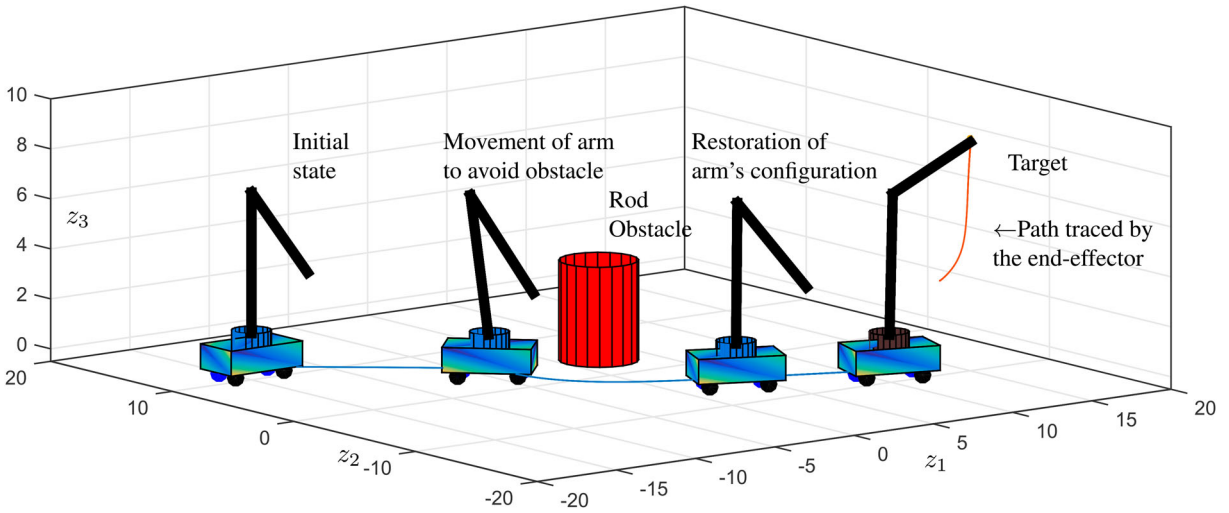 10
8
6
4
2
0
z₃
Initial
state
Movement of arm
to avoid obstacle
Rod
Obstacle
Restoration of
arm's configuration
Target
←Path traced by
the end-effector
20
10
0
-10
-20
z₂
-20
-15
-10
-5
0
5
10
15
20
z₁